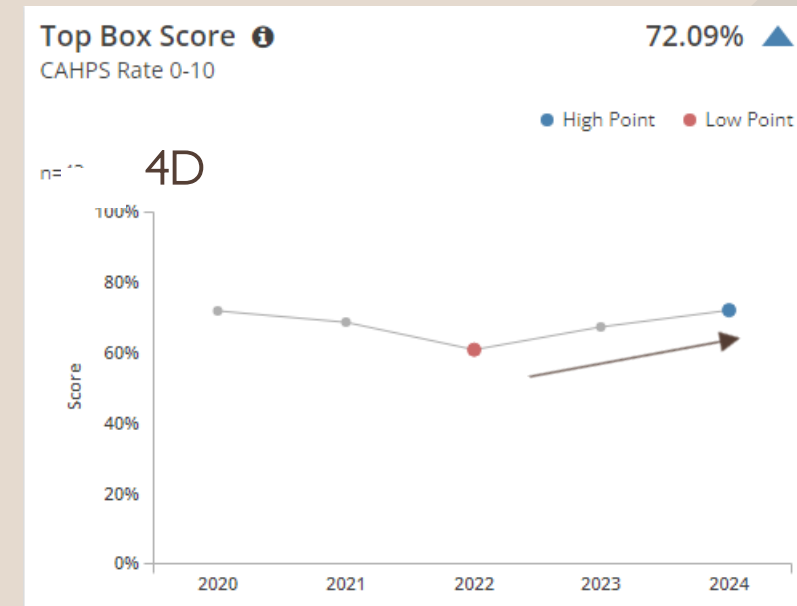 Top Box Score
72.09%
CAHPS Rate 0-10
High Point
Low Point
n=
4D
100%
80%
60%
40%
20%
0%
Score
2020
2021
2022
2023
2024